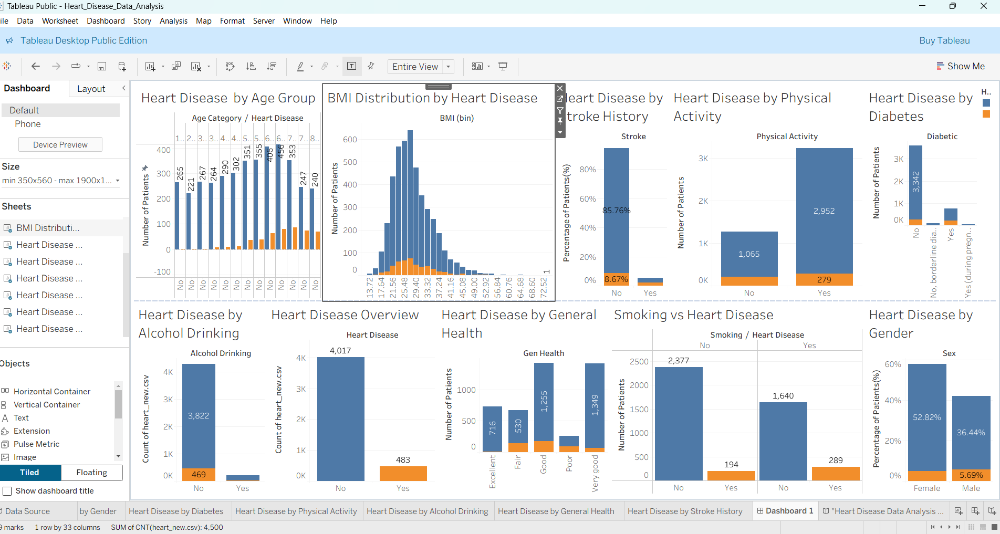 Tableau Public - Heart_Disease_Data_Analysis
ile Data Worksheet Dashboard Story Analysis Map Format Server Window Help
Tableau Desktop Public Edition
Buy Tableau
Entire View
Show Me
Dashboard
Layout
Default
Phone
Device Preview
Size
min 350x560 - max 1900x1...
Sheets
BMI Distributi...
Heart Disease ...
Heart Disease ...
Heart Disease ...
Heart Disease ...
Heart Disease ...
Heart Disease ...
Objects
Horizontal Container
Vertical Container
Text
Extension
Pulse Metric
Image
Tiled
Floating
Show dashboard title
Heart Disease by Age Group
Age Category / Heart Disease
1.. 2.. 3.. 3.. 4.. 4.. 5.. 5.. 6.. 6.. 7.. 7.. 8..
Number of Patients
400
300
200
100
0
-100
265 221 267 264 290 302 351 355 406 456 353 247 240
No No No No No No No No No No No No No
BMI Distribution by Heart Disease
BMI (bin)
Number of Patients
600
500
400
300
200
100
0
1
13.72 17.64 21.56 25.48 29.40 33.32 37.24 41.16 45.08 49.00 52.92 56.84 60.76 64.68 68.60 72.52
Heart Disease by
troke History
Stroke
Percentage of Patients(%)
80%
60%
40%
20%
0%
85.76%
8.67%
No Yes
Heart Disease by Physical
Activity
Physical Activity
Number of Patients
3K
2K
1K
0K
1,065
2,952
279
No Yes
Heart Disease by
Diabetes
Diabetic
Number of Patients
3K
2K
1K
0K
3,342
No
No, borderline dia..
Yes
Yes (during pregn..
H..
Heart Disease by
Alcohol Drinking
Alcohol Drinking
Count of heart_new.csv
4K
3K
2K
1K
0K
3,822
469
No Yes
Heart Disease Overview
Heart Disease
Count of heart_new.csv
4K
3K
2K
1K
0K
4,017
483
No Yes
Heart Disease by General
Health
Gen Health
Number of Patients
1000
500
0
716
530
1,255
1,349
Excellent
Fair
Good
Poor
Very good
Smoking vs Heart Disease
Smoking / Heart Disease
No Yes
Number of Patients
2500
2000
1500
1000
500
0
2,377
194
1,640
289
No Yes No Yes
Heart Disease by
Gender
Sex
Percentage of Patients(%)
60%
40%
20%
0%
52.82%
36.44%
5.69%
Female Male
Data Source
by Gender
Heart Disease by Diabetes
Heart Disease by Physical Activity
Heart Disease by Alcohol Drinking
Heart Disease by General Health
Heart Disease by Stroke History
Dashboard 1
"Heart Disease Data Analysis ...
9 marks 1 row by 33 columns SUM of CNT(heart_new.csv): 4,500